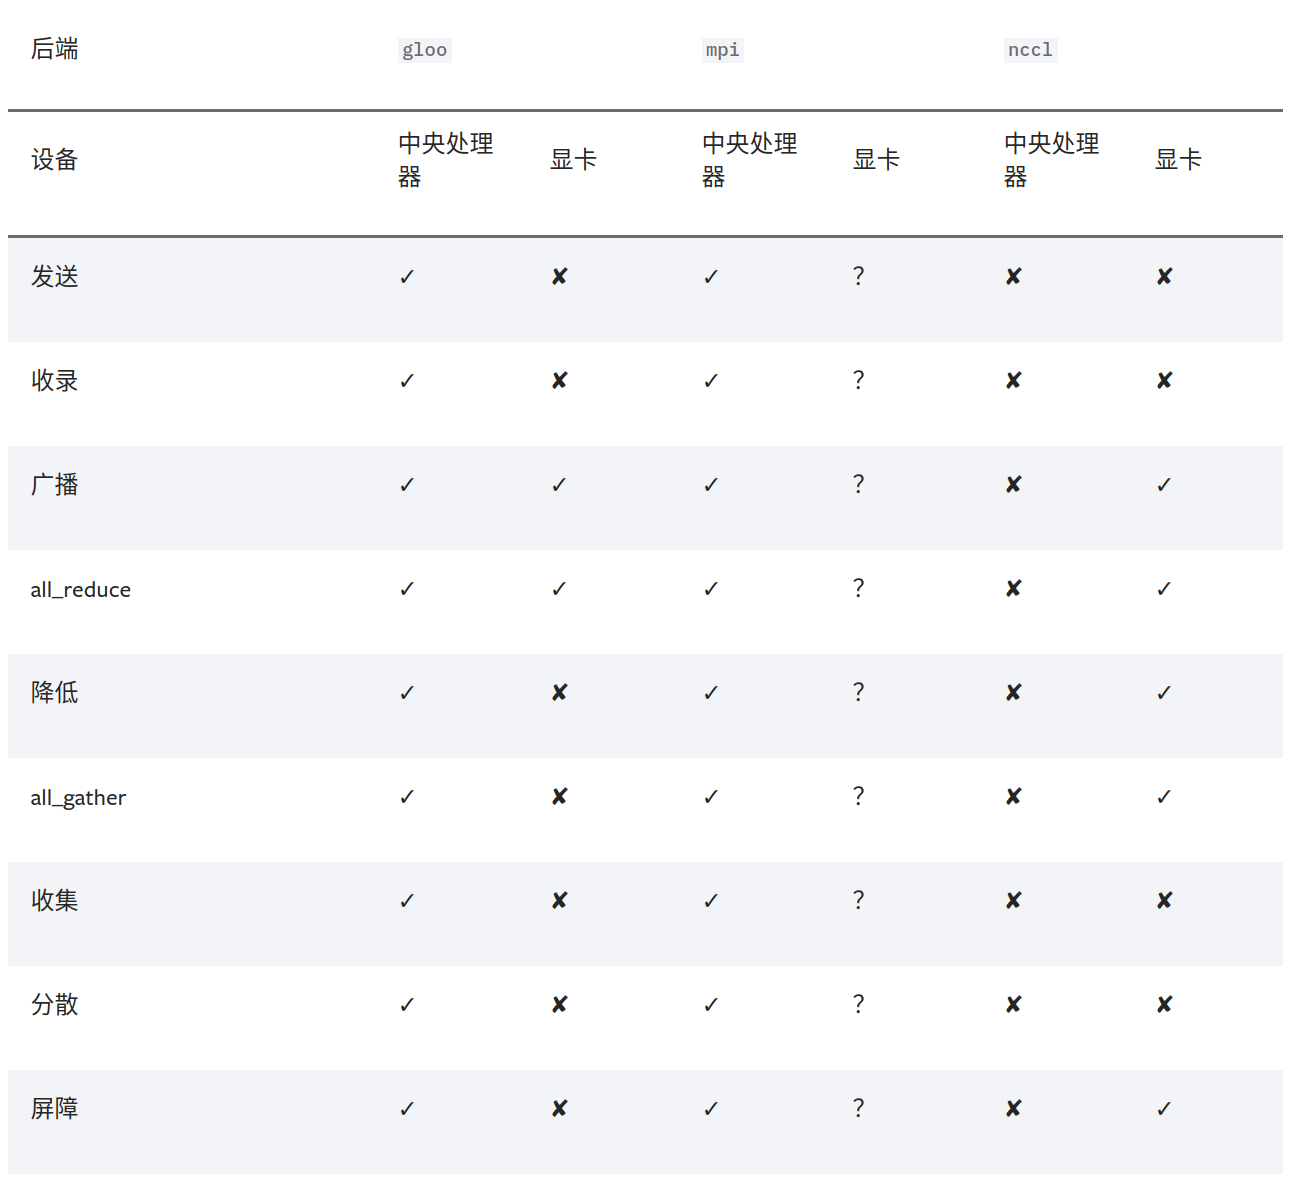 后端 gloo mpi nccl
设备 中央处理器 显卡 中央处理器 显卡 中央处理器 显卡
发送 ✓ ✘ ✓ ? ✘ ✘
收录 ✓ ✘ ✓ ? ✘ ✘
广播 ✓ ✓ ✓ ? ✘ ✓
all_reduce ✓ ✓ ✓ ? ✘ ✓
降低 ✓ ✘ ✓ ? ✘ ✓
all_gather ✓ ✘ ✓ ? ✘ ✓
收集 ✓ ✘ ✓ ? ✘ ✘
分散 ✓ ✘ ✓ ? ✘ ✘
屏障 ✓ ✘ ✓ ? ✘ ✓